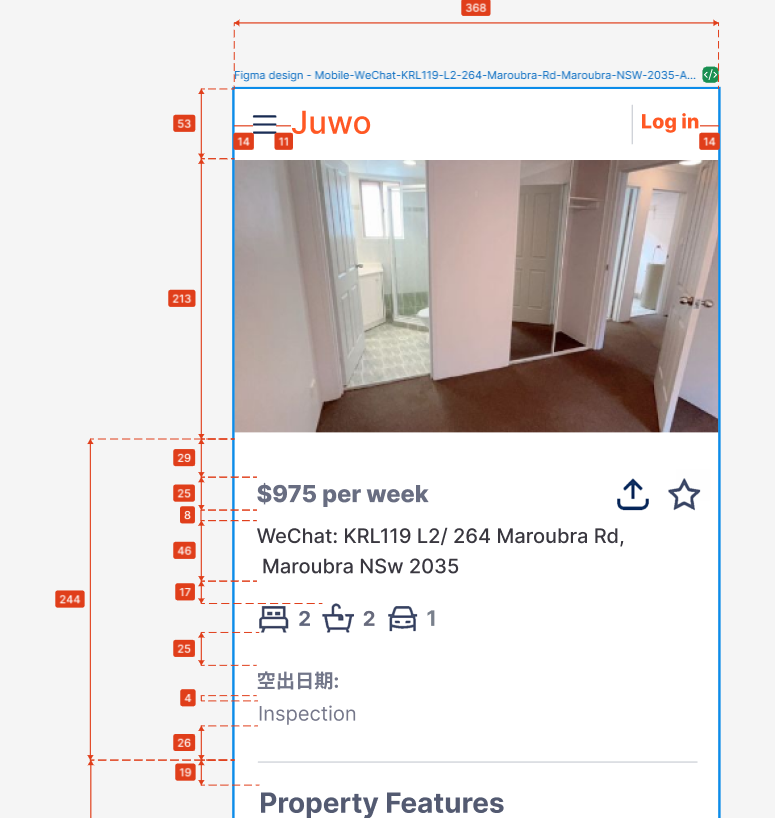 368
Figma design - Mobile-WeChat-KRL119-L2-264-Maroubra-Rd-Maroubra-NSW-2035-A...
</>
53
Juwo
Log in
14
11
14
213
29
$975 per week
25
8
WeChat: KRL119 L2/ 264 Maroubra Rd,
46
Maroubra NSw 2035
17
244
2 2 1
25
空出日期:
4
Inspection
26
19
Property Features